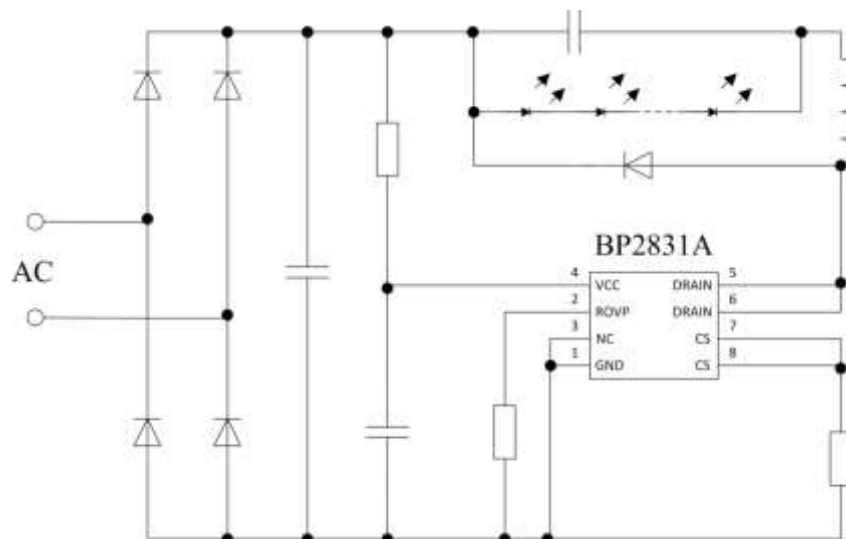 BP2831A
AC
4 VCC DRAIN 5
2 ROVP DRAIN 6
3 NC CS 7
1 GND CS 8